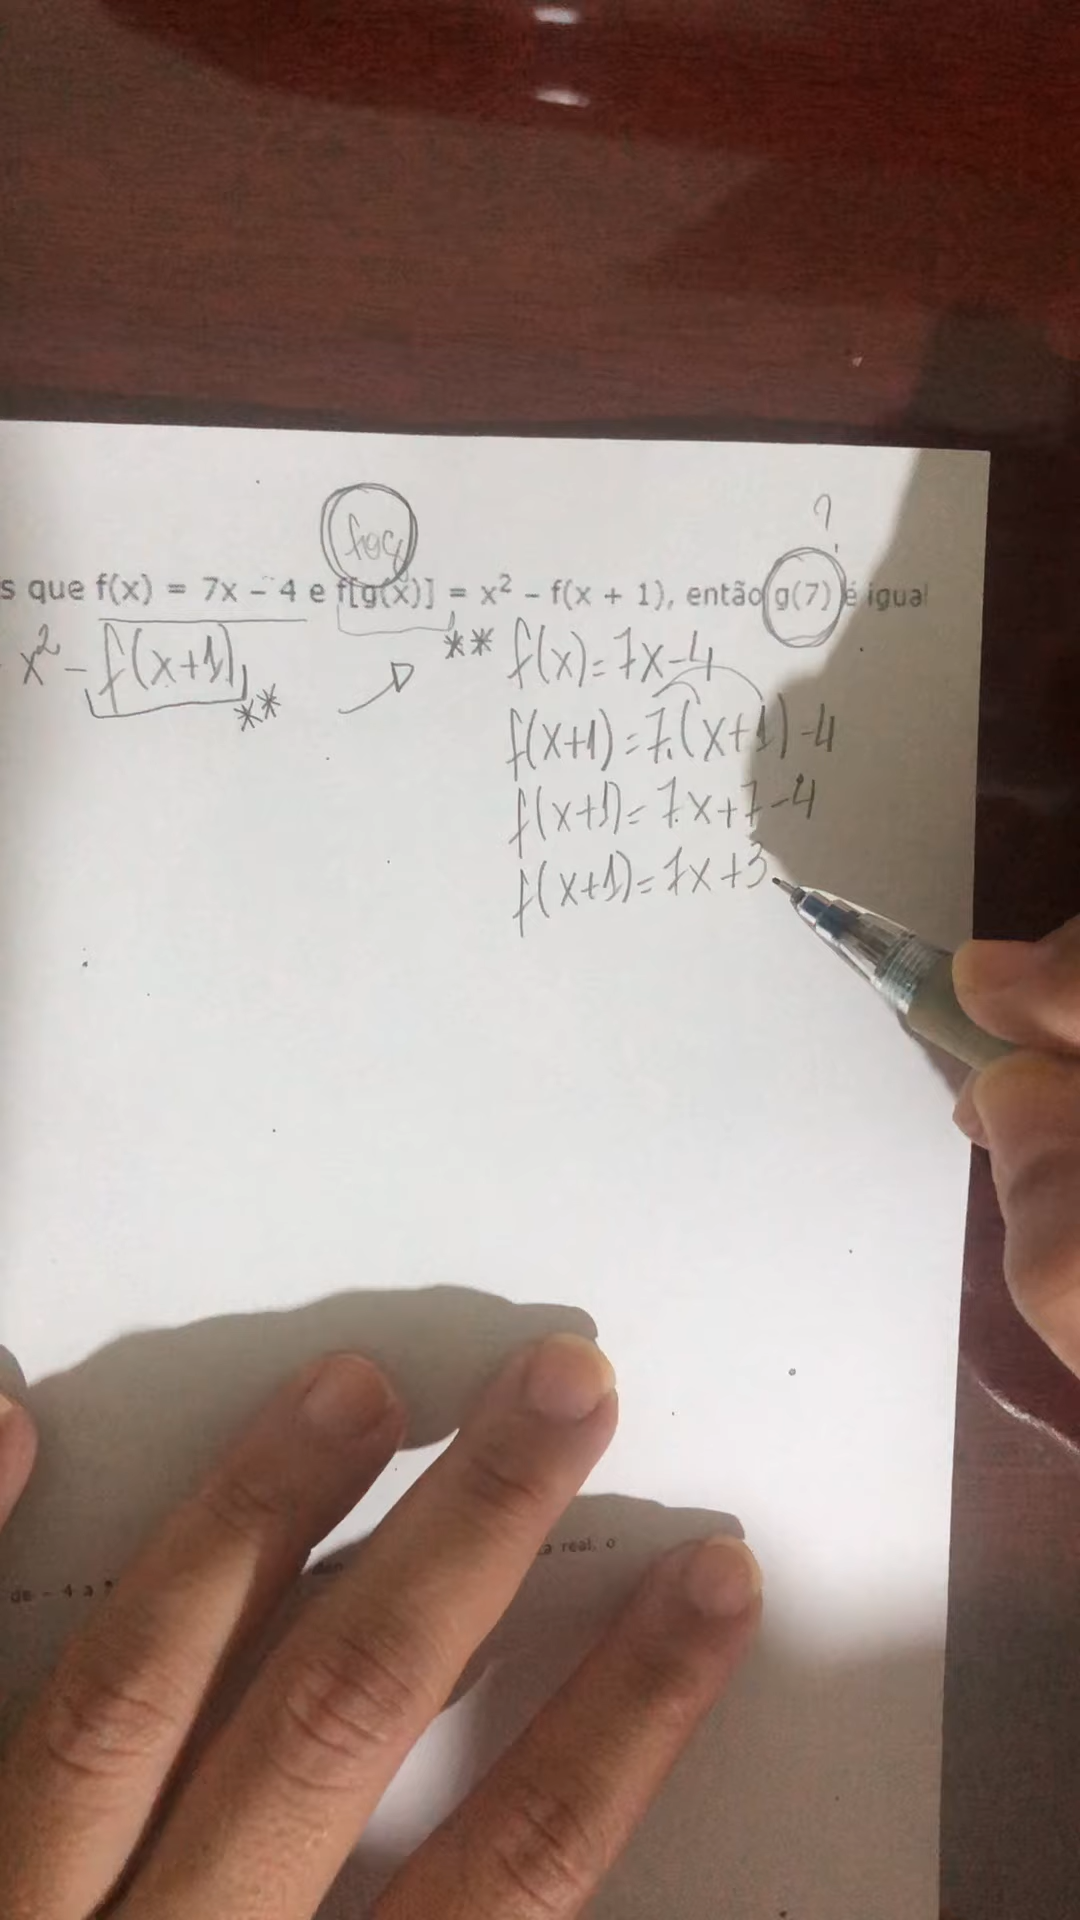 fog
?
s que f(x) = 7x - 4 e f[g(x)] = x² - f(x + 1), então g(7) é igual
x² - f(x+1) **
** f(x) = 7x-4
f(x+1) = 7.(x+1) -4
f(x+1) = 7x+7-4
f(x+1) = 7x+3
a real, o
de - 4 a